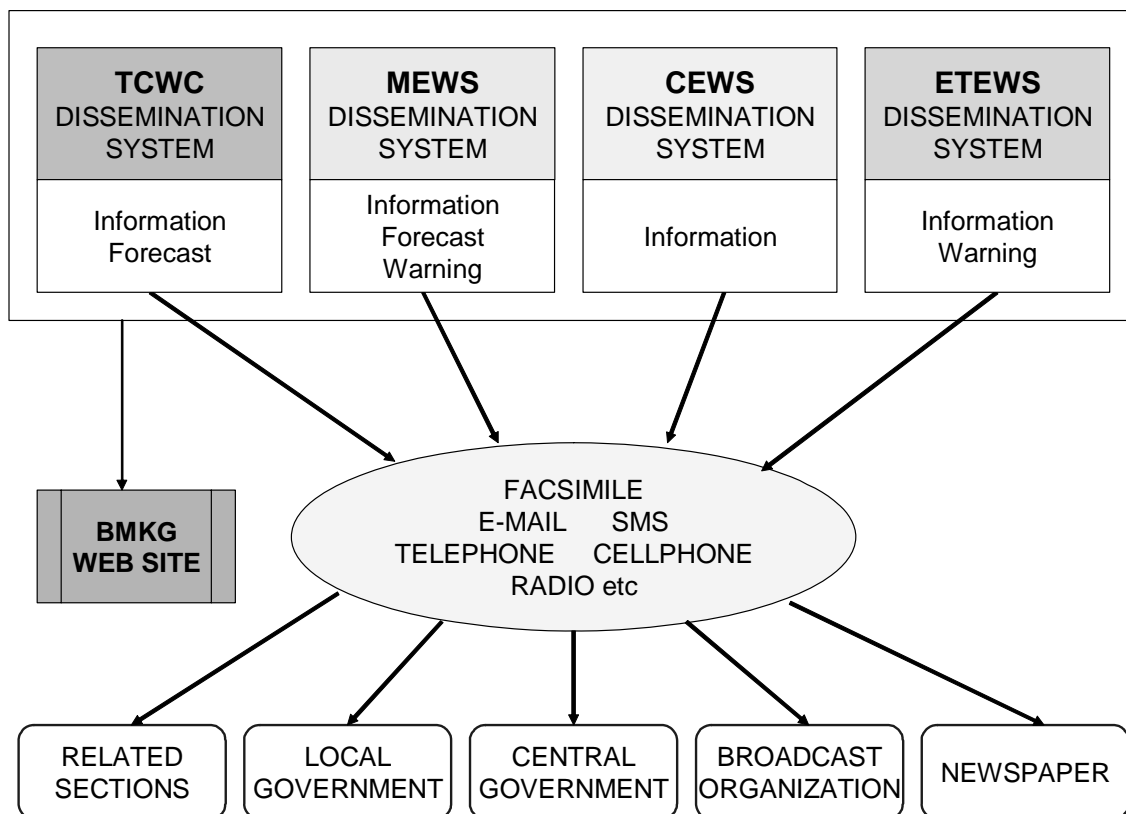 TCWC
DISSEMINATION
SYSTEM
Information
Forecast
MEWS
DISSEMINATION
SYSTEM
Information
Forecast
Warning
CEWS
DISSEMINATION
SYSTEM
Information
ETEWS
DISSEMINATION
SYSTEM
Information
Warning
BMKG
WEB SITE
FACSIMILE
E-MAIL SMS
TELEPHONE CELLPHONE
RADIO etc
RELATED
SECTIONS
LOCAL
GOVERNMENT
CENTRAL
GOVERNMENT
BROADCAST
ORGANIZATION
NEWSPAPER